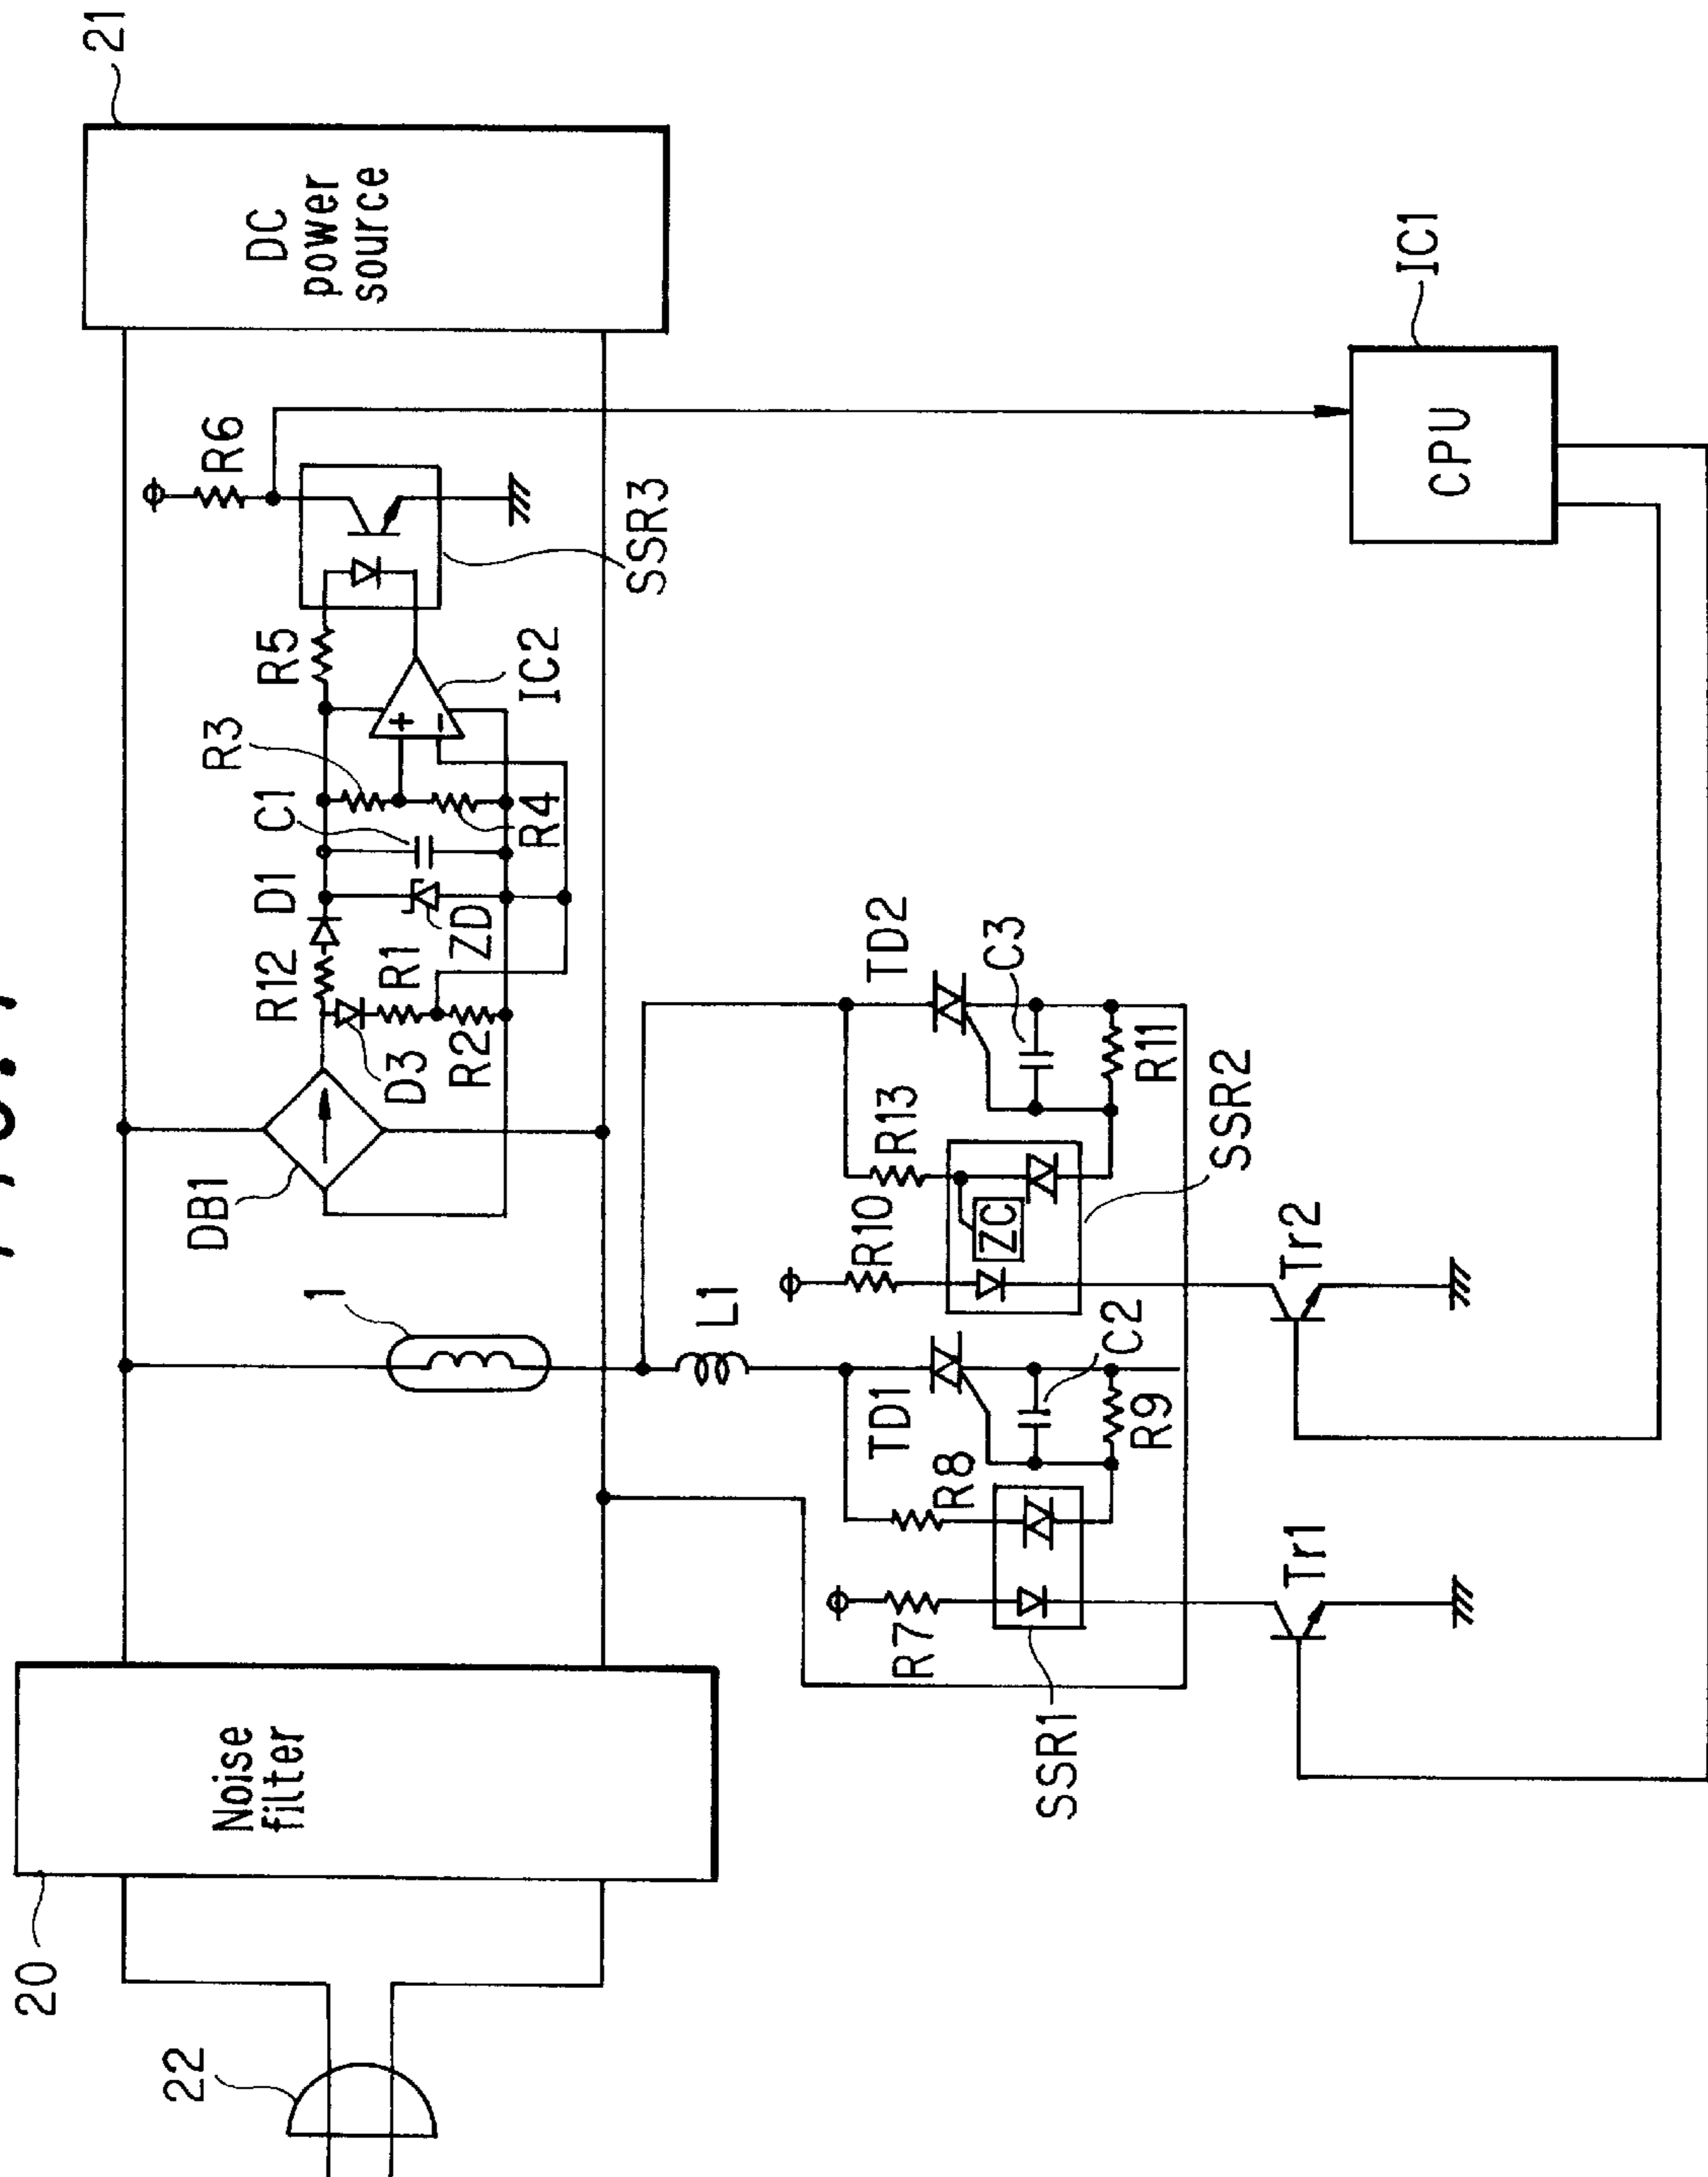 21
DC
power
source
R6
SSR3
R5
IC2
R3
C1
R4
D1
ZD
R12
R1
D3
R2
DB1
+
−
IC1
CPU
1
L1
TD2
C3
R13
R11
ZC
R10
SSR2
Tr2
TD1
C2
R8
R9
R7
SSR1
Tr1
Noise
filter
20
22